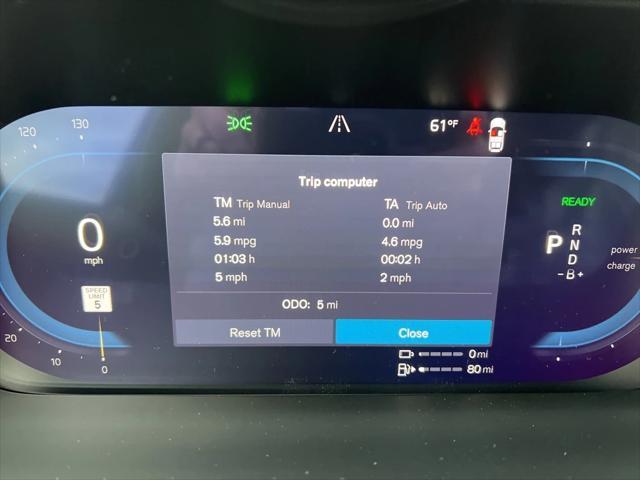 120
130
61°F
Trip computer
TM Trip Manual
TA Trip Auto
5.6 mi
0.0 mi
5.9 mpg
4.6 mpg
01:03 h
00:02 h
5 mph
2 mph
ODO: 5 mi
Reset TM
Close
0
mph
SPEED
LIMIT
5
20
10
0
READY
P
R
N
D
-B+
power
charge
0 mi
80 mi